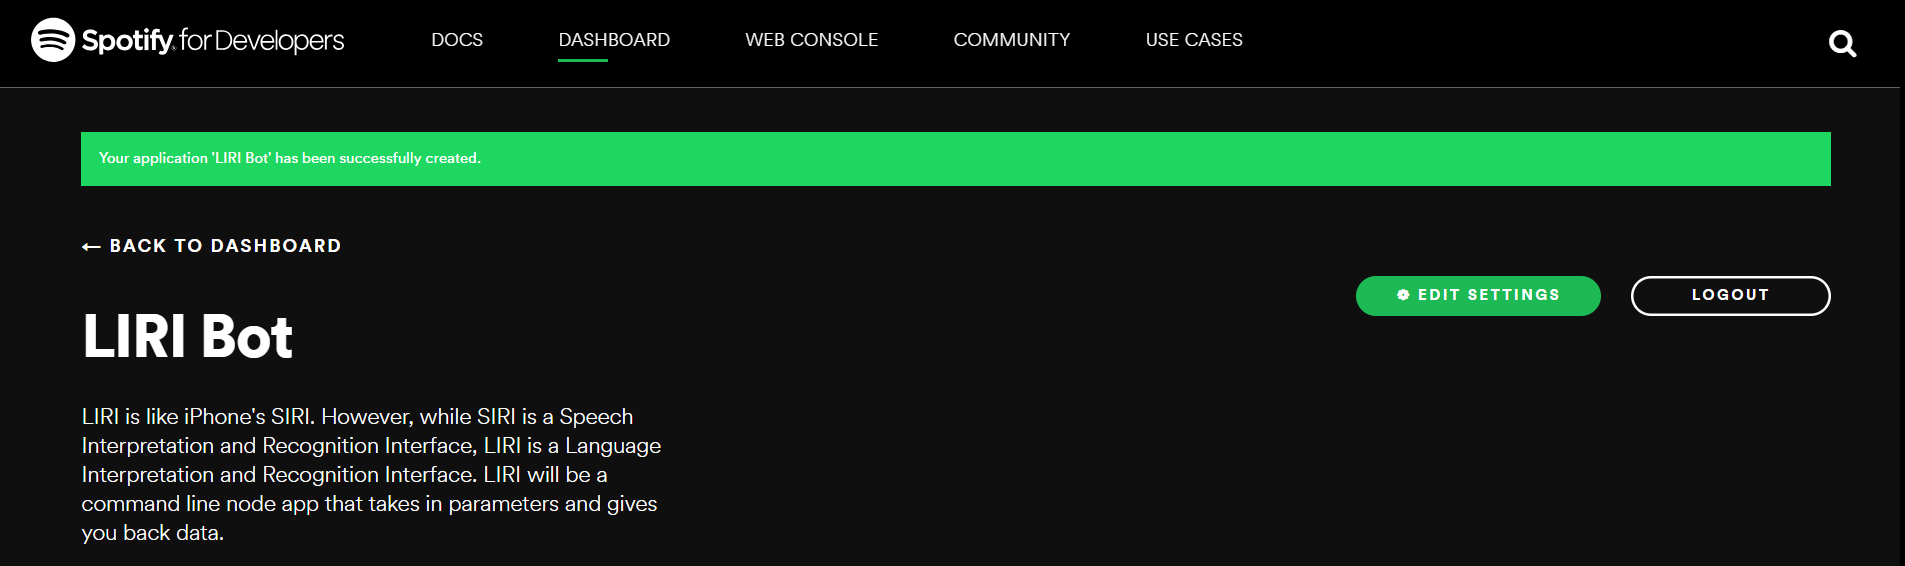 Spotify for Developers DOCS DASHBOARD WEB CONSOLE COMMUNITY USE CASES
Your application 'LIRI Bot' has been successfully created.
← BACK TO DASHBOARD
EDIT SETTINGS LOGOUT
LIRI Bot
LIRI is like iPhone's SIRI. However, while SIRI is a Speech
Interpretation and Recognition Interface, LIRI is a Language
Interpretation and Recognition Interface. LIRI will be a
command line node app that takes in parameters and gives
you back data.